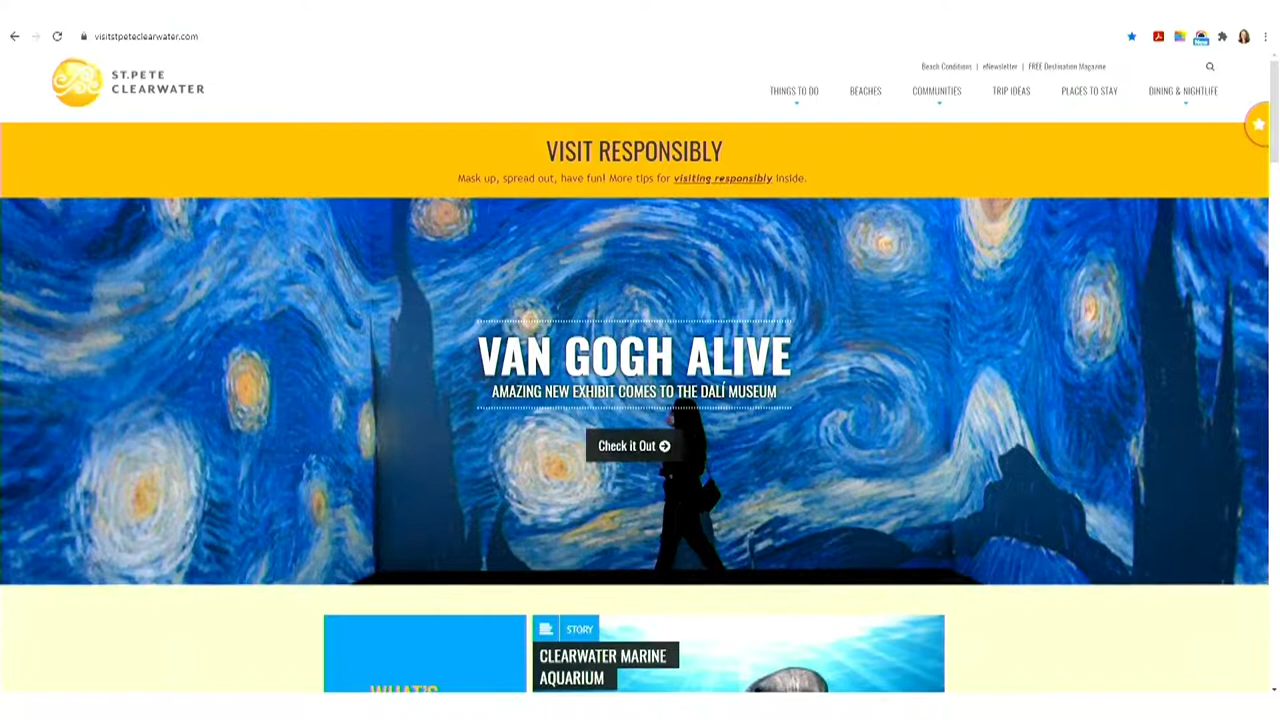 visitstpeteclearwater.com
ST.PETE
CLEARWATER
Beach Conditions | eNewsletter | FREE Destination Magazine
THINGS TO DO BEACHES COMMUNITIES TRIP IDEAS PLACES TO STAY DINING & NIGHTLIFE
VISIT RESPONSIBLY
Mask up, spread out, have fun! More tips for visiting responsibly inside.
VAN GOGH ALIVE
AMAZING NEW EXHIBIT COMES TO THE DALÍ MUSEUM
Check it Out
STORY
CLEARWATER MARINE
AQUARIUM
WHAT'S